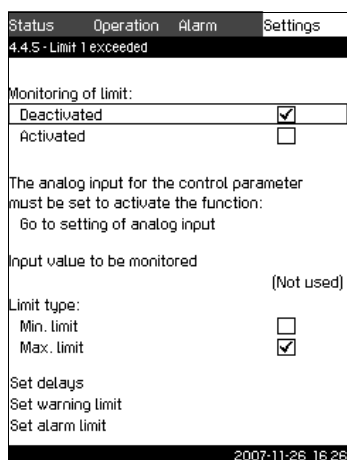 Status Operation Alarm Settings
4.4.5 - Limit 1 exceeded
Monitoring of limit:
Deactivated
Activated
The analog input for the control parameter
must be set to activate the function:
Go to setting of analog input
Input value to be monitored
(Not used)
Limit type:
Min. limit
Max. limit
Set delays
Set warning limit
Set alarm limit
2007-11-26 16:26